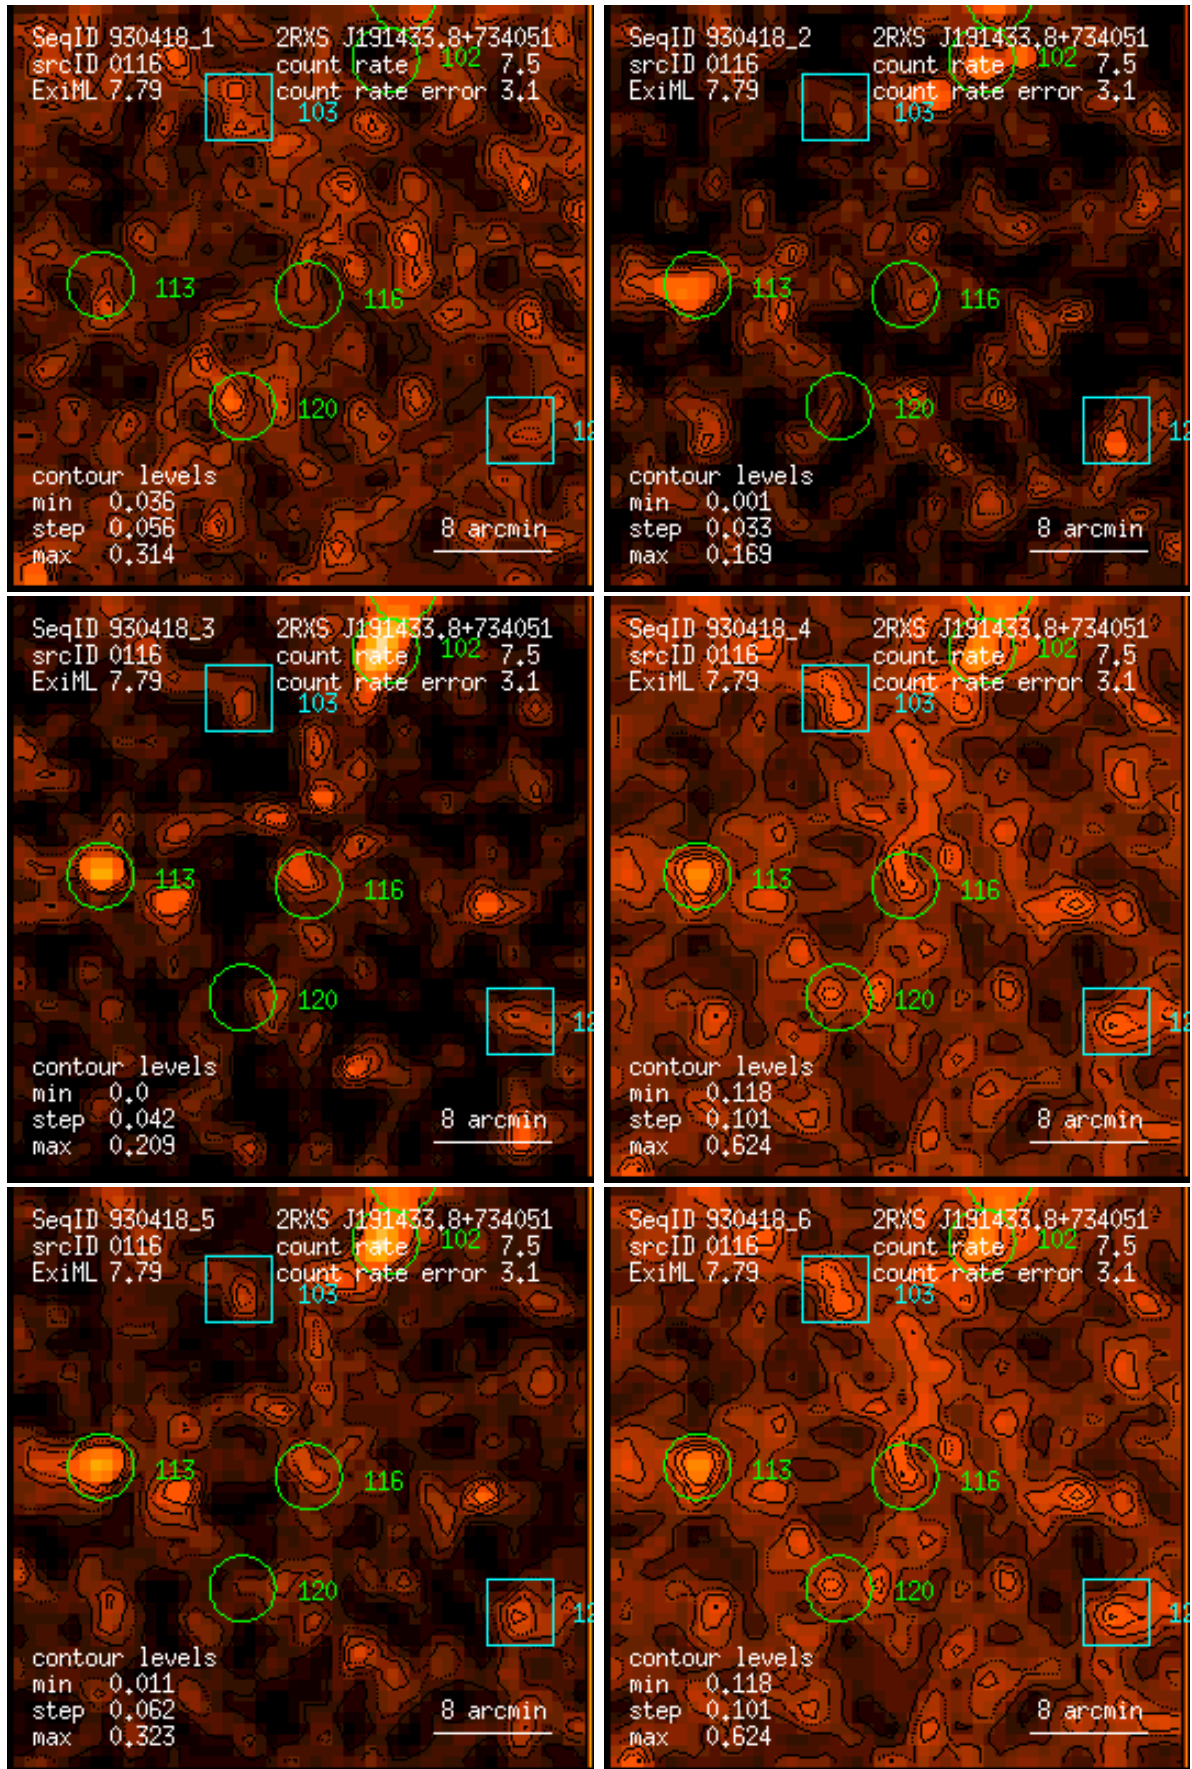 SeqID 930418_1 2RXS J191433.8+734051
srcID 0116 count rate 7.5
102
ExiML 7.79 count rate error 3.1
103
113
116
120
12
contour levels
min 0.036
step 0.056
max 0.314
8 arcmin
SeqID 930418_2 2RXS J191433.8+734051
srcID 0116 count rate 7.5
102
ExiML 7.79 count rate error 3.1
103
113
116
120
12
contour levels
min 0.001
step 0.033
max 0.169
8 arcmin
SeqID 930418_3 2RXS J191433.8+734051
srcID 0116 count rate 7.5
102
ExiML 7.79 count rate error 3.1
103
113
116
120
12
contour levels
min 0.0
step 0.042
max 0.209
8 arcmin
SeqID 930418_4 2RXS J191433.8+734051
srcID 0116 count rate 7.5
102
ExiML 7.79 count rate error 3.1
103
113
116
120
12
contour levels
min 0.118
step 0.101
max 0.624
8 arcmin
SeqID 930418_5 2RXS J191433.8+734051
srcID 0116 count rate 7.5
102
ExiML 7.79 count rate error 3.1
103
113
116
120
12
contour levels
min 0.011
step 0.062
max 0.323
8 arcmin
SeqID 930418_6 2RXS J191433.8+734051
srcID 0116 count rate 7.5
102
ExiML 7.79 count rate error 3.1
103
113
116
120
12
contour levels
min 0.118
step 0.101
max 0.624
8 arcmin